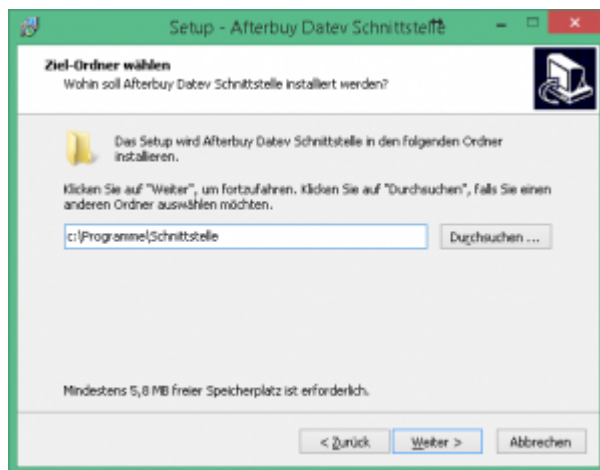 Setup - Afterbuy Datev Schnittstelle
Ziel-Ordner wählen
Wohin soll Afterbuy Datev Schnittstelle installiert werden?
Das Setup wird Afterbuy Datev Schnittstelle in den folgenden Ordner
installieren.
Klicken Sie auf "Weiter", um fortzufahren. Klicken Sie auf "Durchsuchen", falls Sie einen
anderen Ordner auswählen möchten.
c:\Programme\Schnittstelle
Durchsuchen ...
Mindestens 5,8 MB freier Speicherplatz ist erforderlich.
< Zurück
Weiter >
Abbrechen